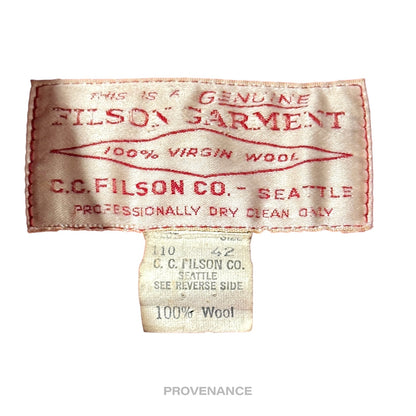 THIS IS A GENUINE
FILSON GARMENT
100% VIRGIN WOOL
C.C. FILSON CO. - SEATTLE
PROFESSIONALLY DRY CLEAN ONLY
SIZE
110 42
C. C. FILSON CO.
SEATTLE
SEE REVERSE SIDE
100% Wool
PROVENANCE